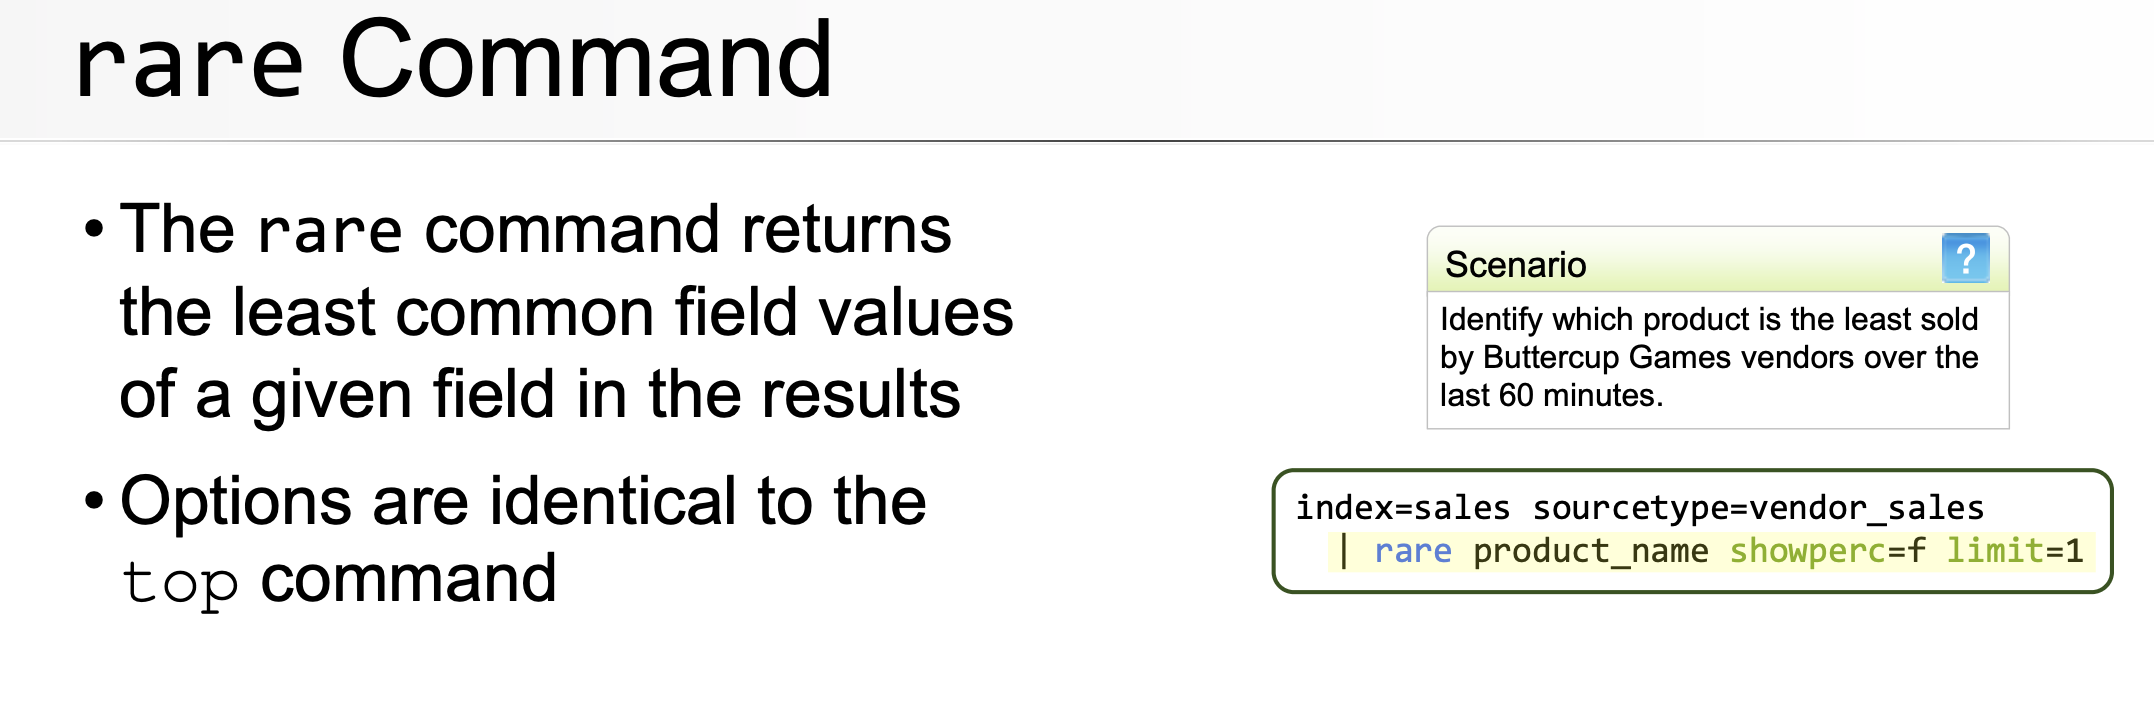 rare Command
• The rare command returns
the least common field values
of a given field in the results
• Options are identical to the
top command
Scenario ?
Identify which product is the least sold
by Buttercup Games vendors over the
last 60 minutes.
index=sales sourcetype=vendor_sales
| rare product_name showperc=f limit=1